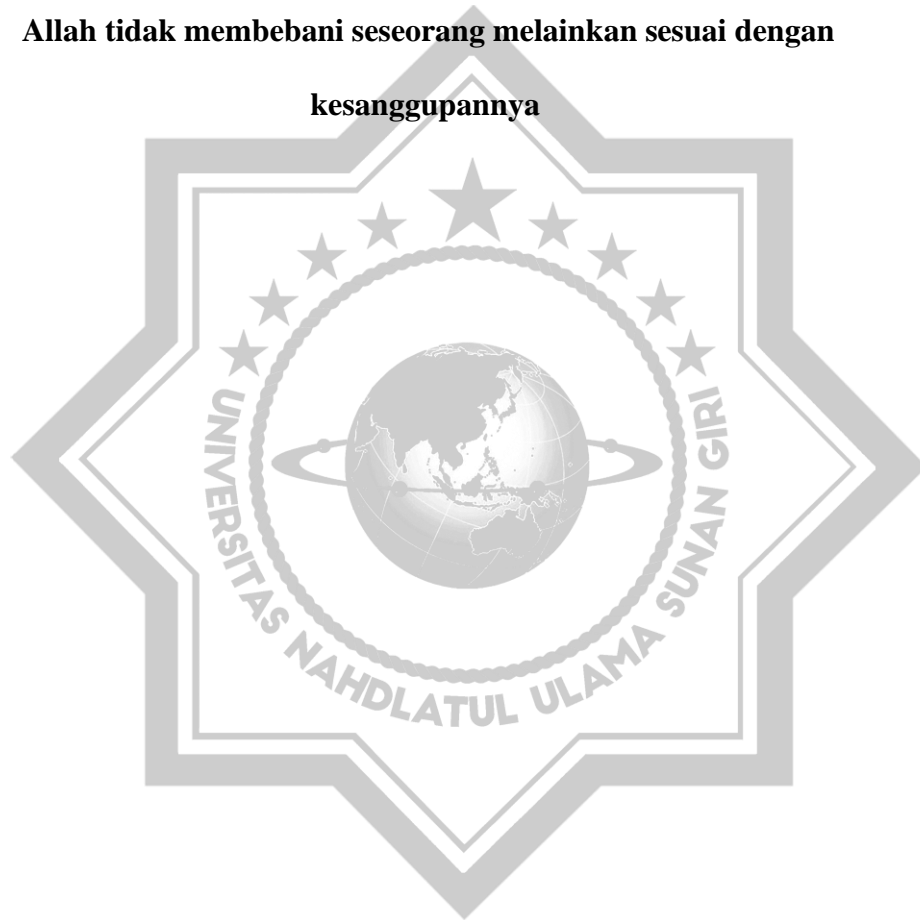 Allah tidak membebani seseorang melainkan sesuai dengan
kesanggupannya
UNIVERSITAS NAHDLATUL ULAMA SUNAN GIRI